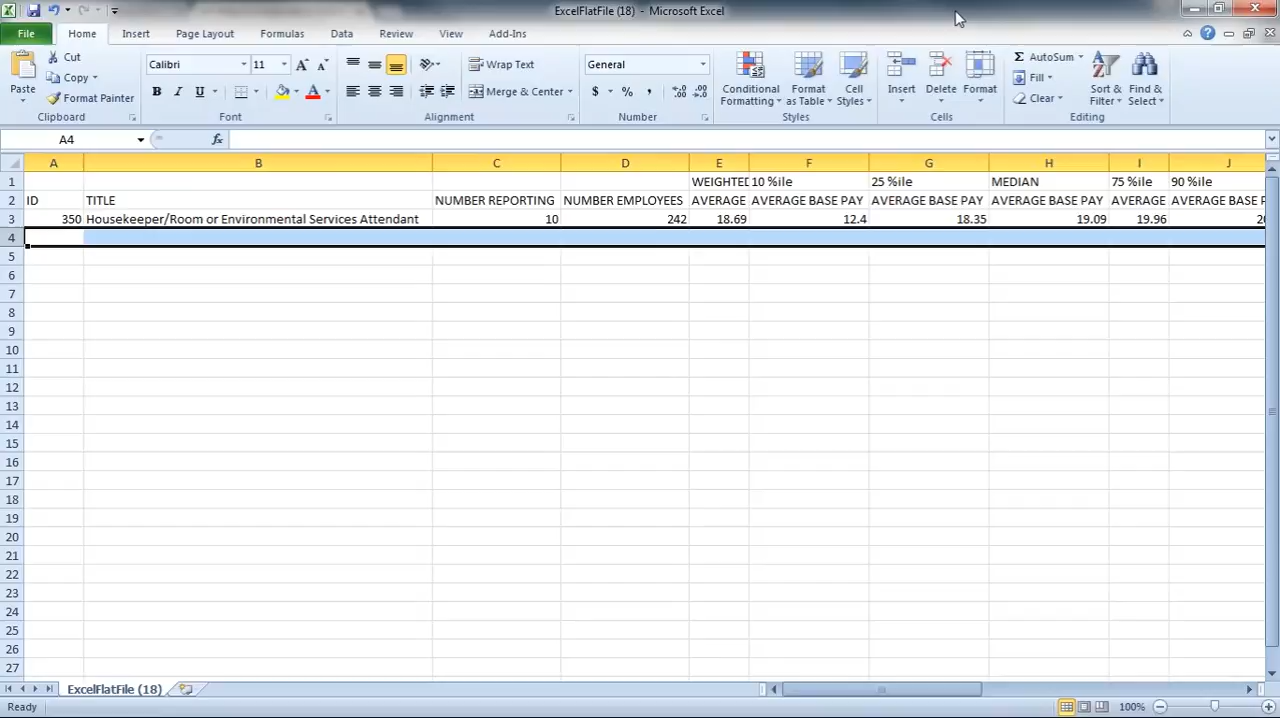 ExcelFlatFile (18) - Microsoft Excel
File Home Insert Page Layout Formulas Data Review View Add-Ins
Paste
Cut
Copy
Format Painter
Clipboard
Calibri 11
B I U
Font
Wrap Text
Merge & Center
Alignment
General
$ % ,
Number
Conditional Formatting
Format as Table
Cell Styles
Styles
Insert Delete Format
Cells
AutoSum
Fill
Clear
Sort & Filter
Find & Select
Editing
A4 fx
A B C D E F G H I J
1 WEIGHTED 10 %ile 25 %ile MEDIAN 75 %ile 90 %ile
2 ID TITLE NUMBER REPORTING NUMBER EMPLOYEES AVERAGE AVERAGE BASE PAY AVERAGE BASE PAY AVERAGE BASE PAY AVERAGE AVERAGE BASE PAY
3 350 Housekeeper/Room or Environmental Services Attendant 10 242 18.69 12.4 18.35 19.09 19.96
4
5
6
7
8
9
10
11
12
13
14
15
16
17
18
19
20
21
22
23
24
25
26
27
ExcelFlatFile (18)
Ready 100%